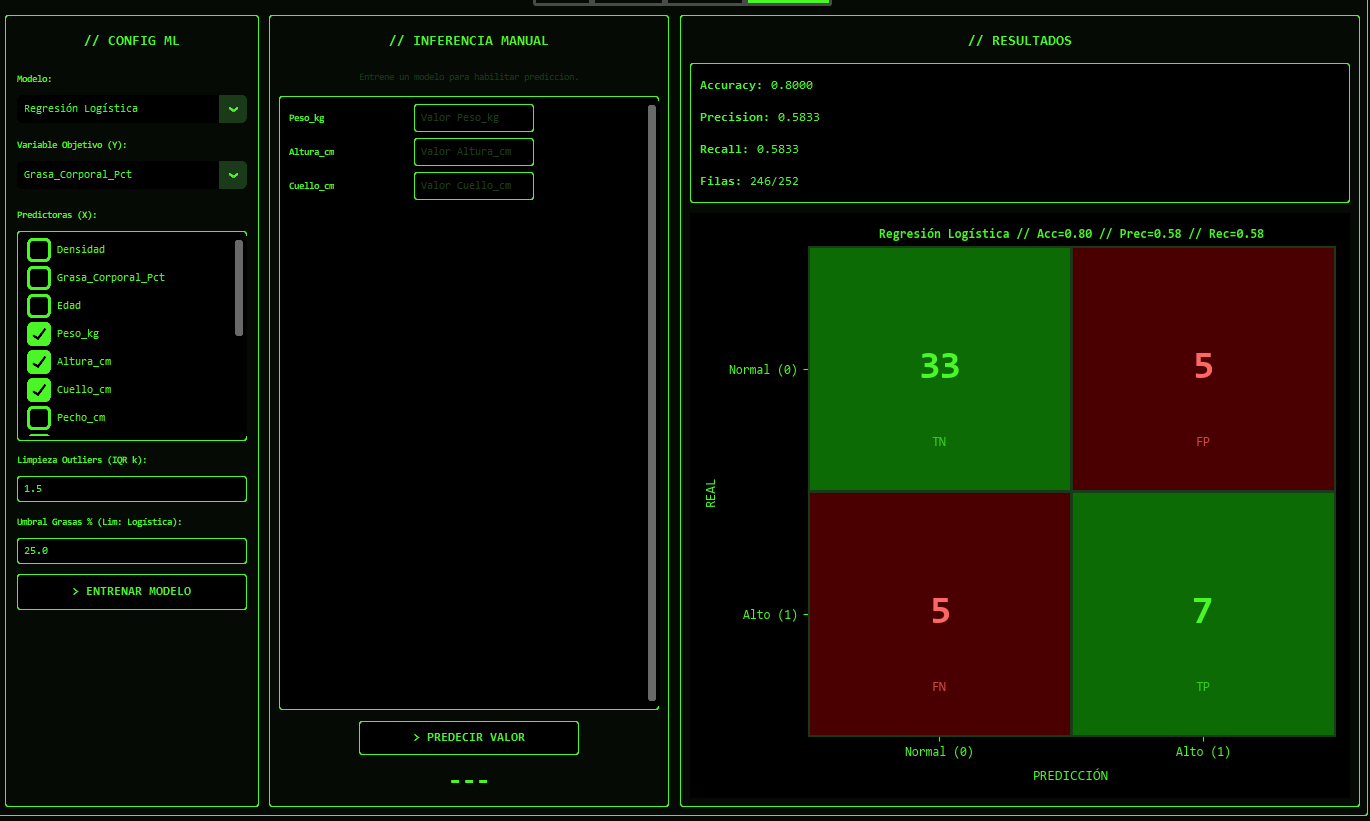 // CONFIG ML
Modelo:
Regresión Logística
Variable Objetivo (Y):
Grasa_Corporal_Pct
Predictoras (X):
Densidad
Grasa_Corporal_Pct
Edad
Peso_kg
Altura_cm
Cuello_cm
Pecho_cm
Limpieza Outliers (IQR k):
1.5
Umbral Grasas % (Lim: Logística):
25.0
> ENTRENAR MODELO
// INFERENCIA MANUAL
Entrene un modelo para habilitar prediccion.
Peso_kg Valor Peso_kg
Altura_cm Valor Altura_cm
Cuello_cm Valor Cuello_cm
> PREDECIR VALOR
---
// RESULTADOS
Accuracy: 0.8000
Precision: 0.5833
Recall: 0.5833
Filas: 246/252
Regresión Logística // Acc=0.80 // Prec=0.58 // Rec=0.58
REAL
Normal (0)
33
TN
5
FP
Alto (1)
5
FN
7
TP
Normal (0) Alto (1)
PREDICCIÓN